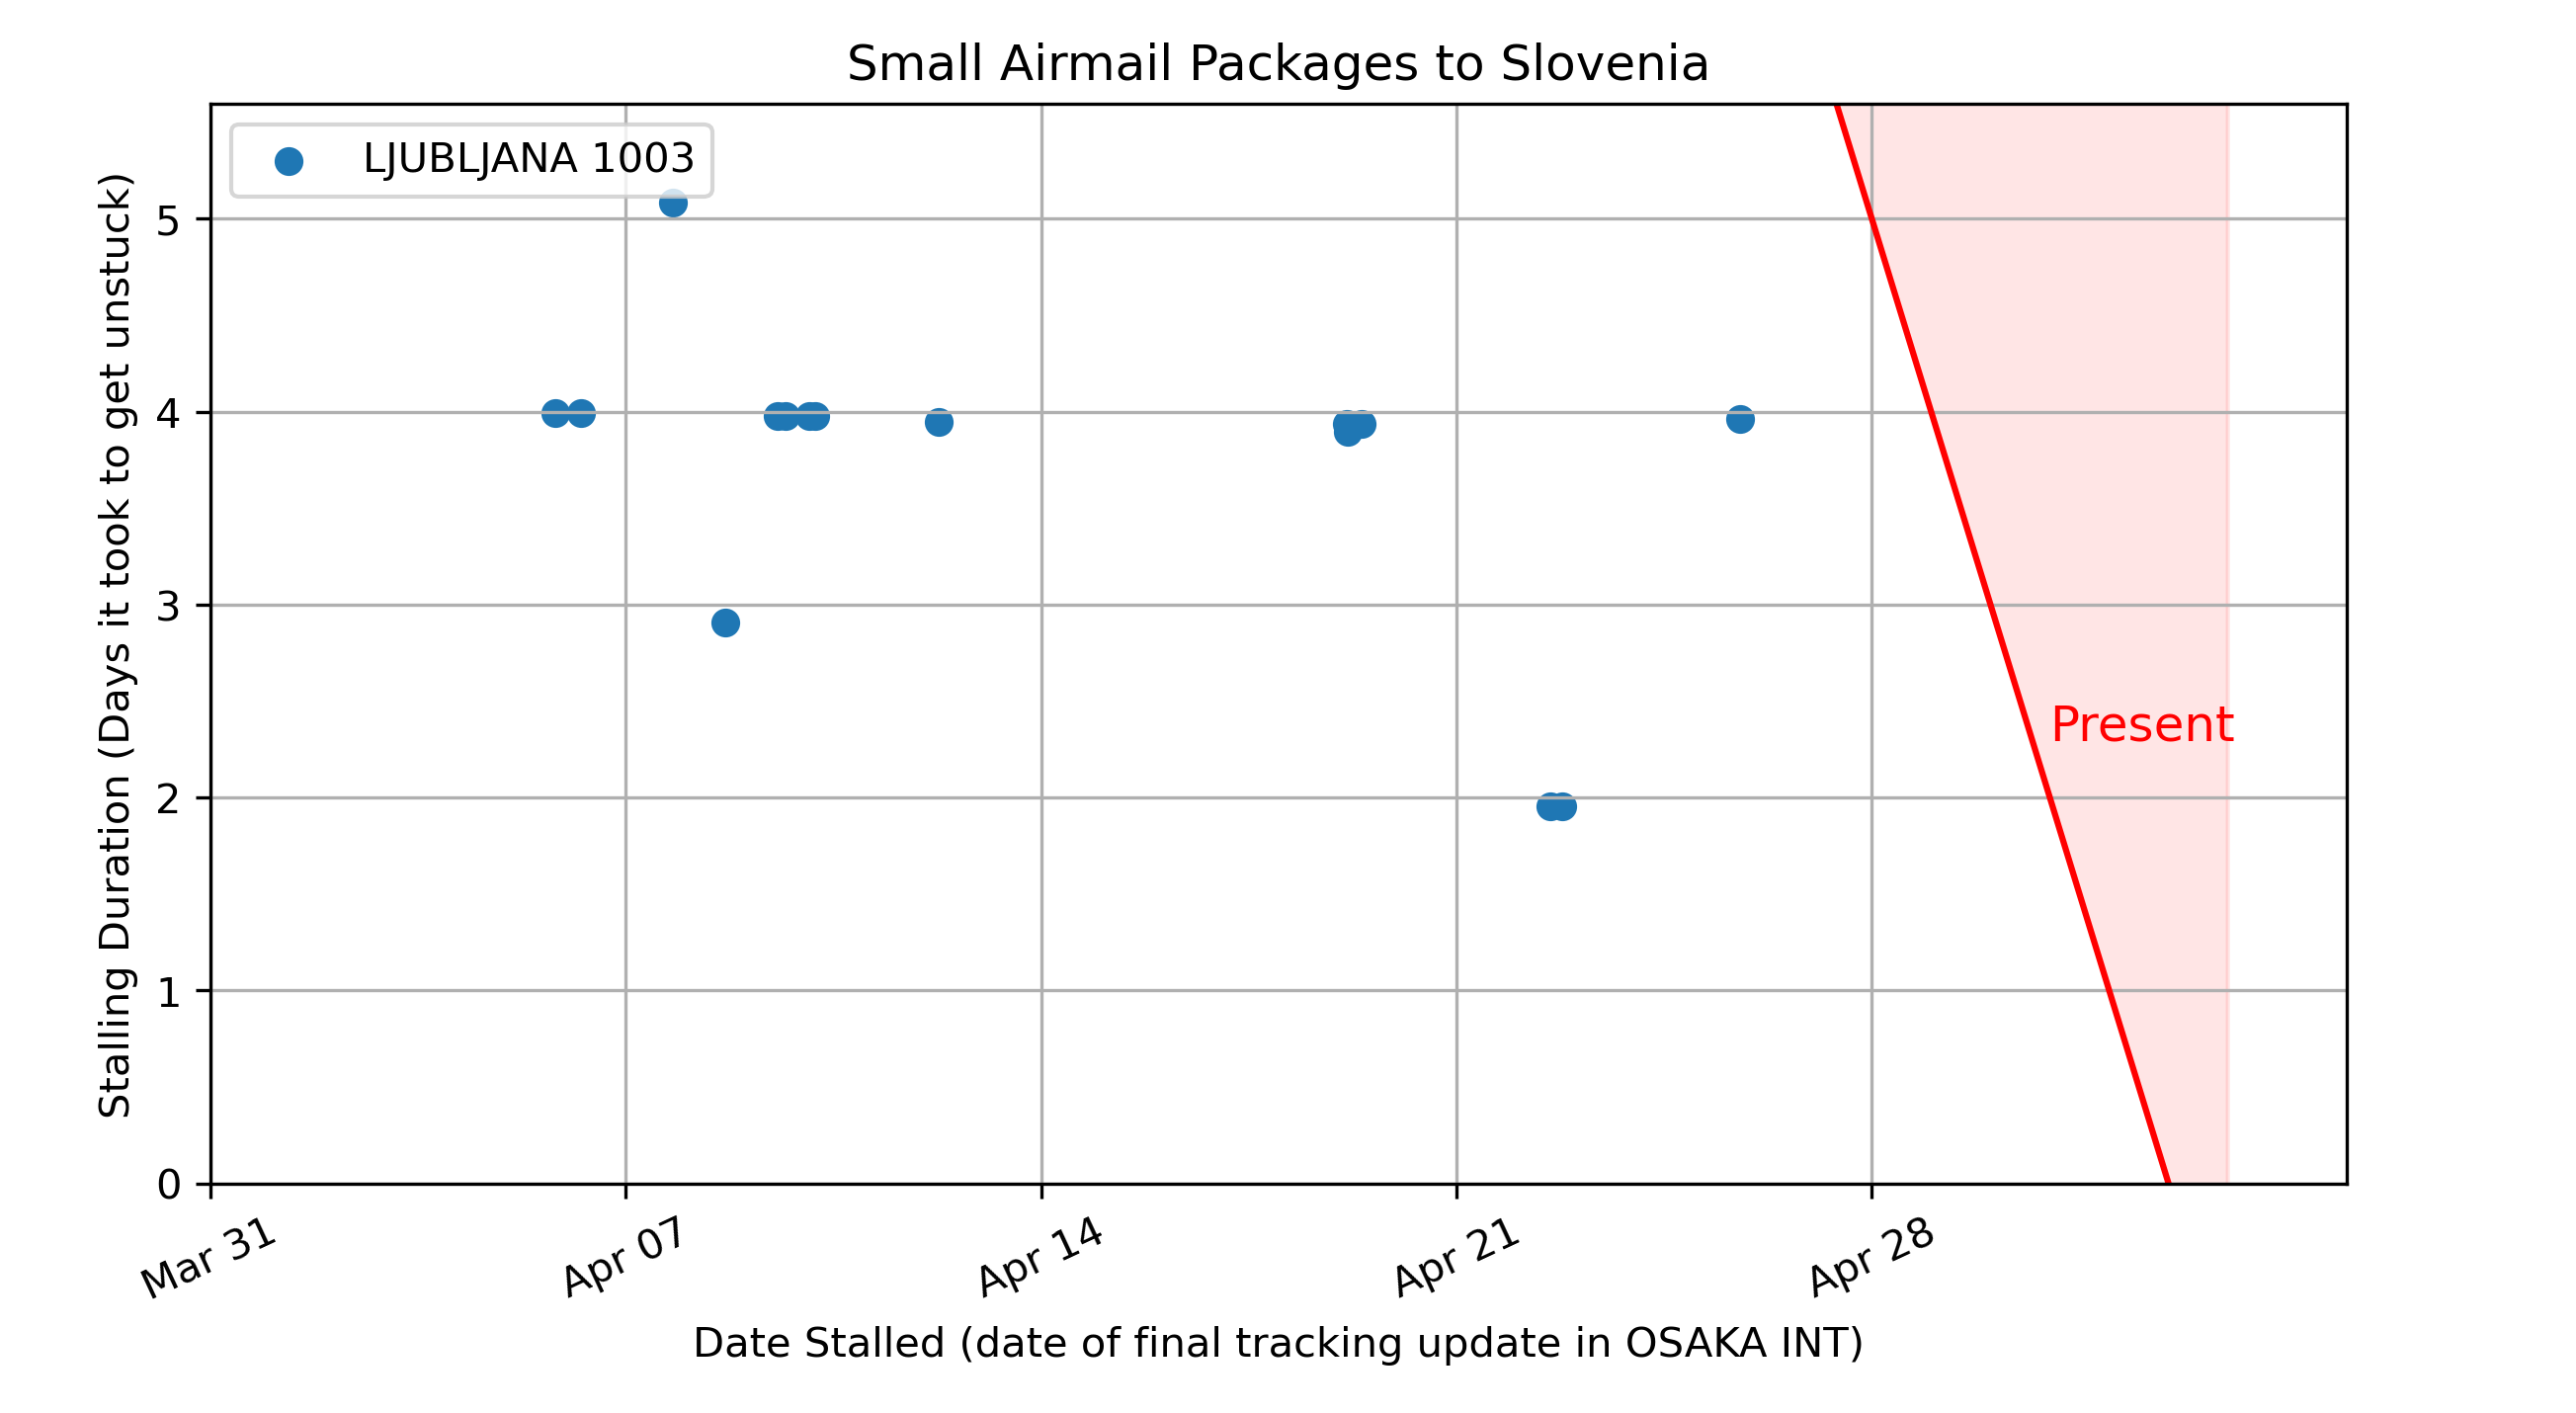 Small Airmail Packages to Slovenia
LJUBLJANA 1003
Stalling Duration (Days it took to get unstuck)
5
4
3
2
1
0
Present
Mar 31
Apr 07
Apr 14
Apr 21
Apr 28
Date Stalled (date of final tracking update in OSAKA INT)